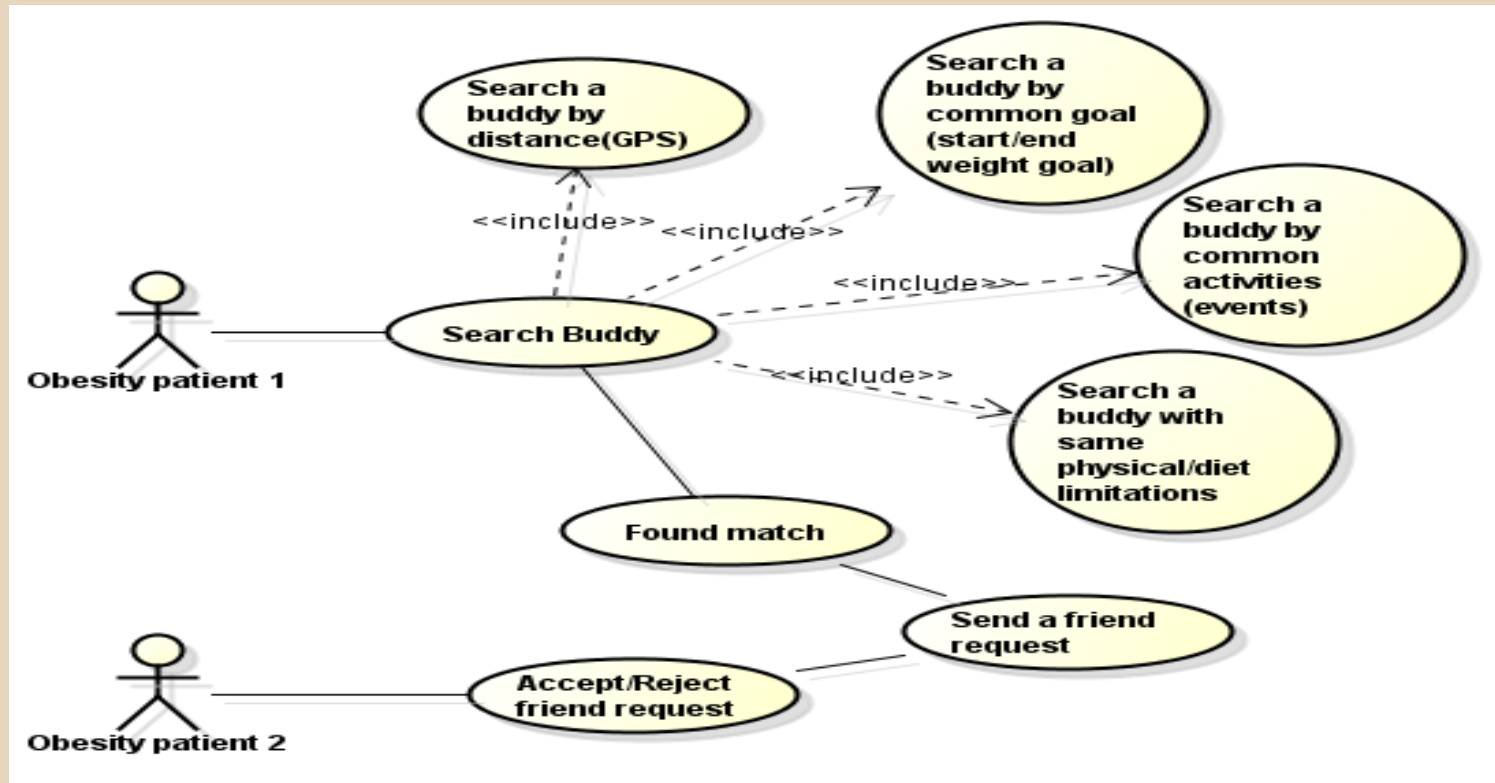 Search a
buddy by
distance(GPS)
Search a
buddy by
common goal
(start/end
weight goal)
Search a
buddy by
common
activities
(events)
<<include>>
<<include>>
<<include>>
Search Buddy
Obesity patient 1
<<include>>
Search a
buddy with
same
physical/diet
limitations
Found match
Send a friend
request
Accept/Reject
friend request
Obesity patient 2